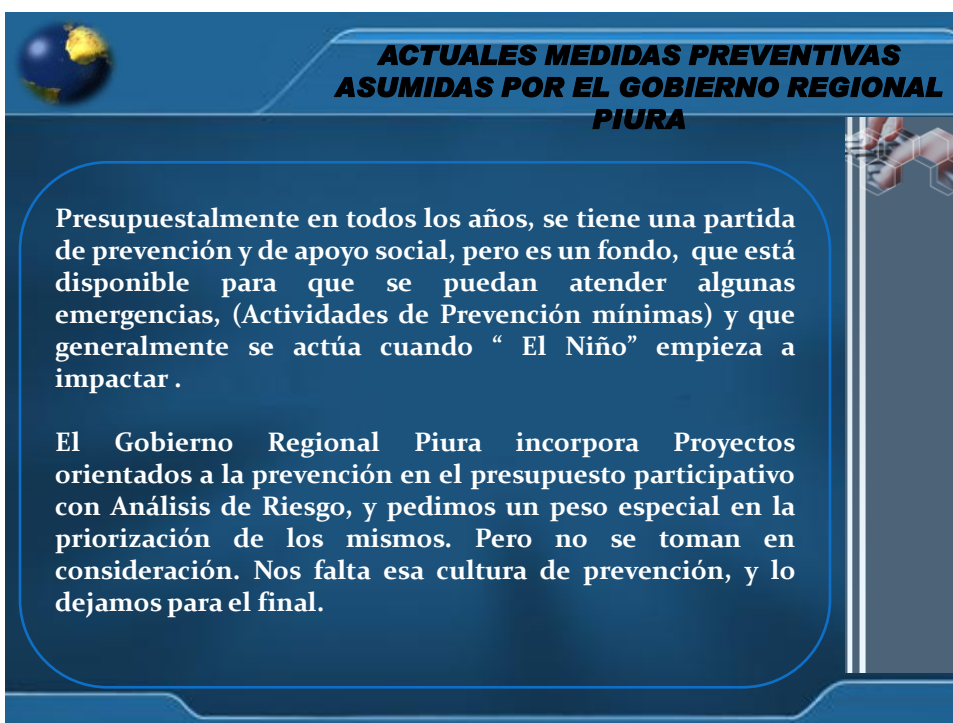 ACTUALES MEDIDAS PREVENTIVAS
ASUMIDAS POR EL GOBIERNO REGIONAL
PIURA
Presupuestalmente en todos los años, se tiene una partida
de prevención y de apoyo social, pero es un fondo, que está
disponible para que se puedan atender algunas
emergencias, (Actividades de Prevención mínimas) y que
generalmente se actúa cuando “ El Niño” empieza a
impactar .
El Gobierno Regional Piura incorpora Proyectos
orientados a la prevención en el presupuesto participativo
con Análisis de Riesgo, y pedimos un peso especial en la
priorización de los mismos. Pero no se toman en
consideración. Nos falta esa cultura de prevención, y lo
dejamos para el final.